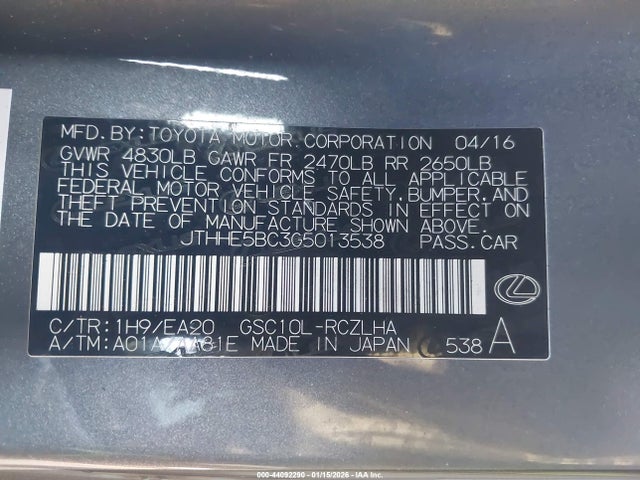 MFD.BY:TOYOTA MOTOR CORPORATION 04/16
GVWR 4830LB GAWR FR 2470LB RR 2650LB
THIS VEHICLE CONFORMS TO ALL APPLICABLE
FEDERAL MOTOR VEHICLE SAFETY,BUMPER,AND
THEFT PREVENTION STANDARDS IN EFFECT ON
THE DATE OF MANUFACTURE SHOWN ABOVE.
JTHHE5BC3G5013538 PASS.CAR
C/TR:1H9/EA20 GSC10L-RCZLHA
A/TM:A01A/AA81E MADE IN JAPAN 538 A
000-44092290 - 01/15/2026 - © IAA Inc.